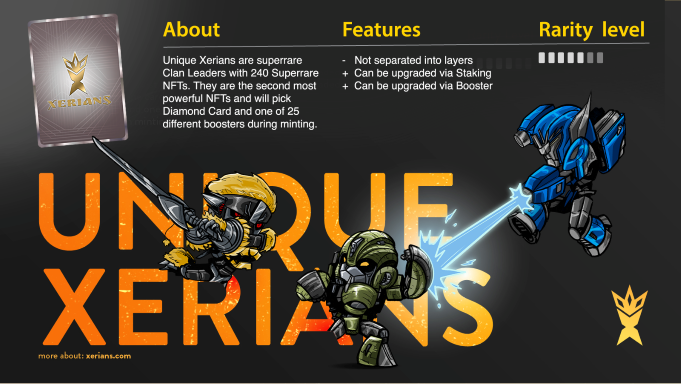 About
Features
Rarity level
Unique Xerians are superrare
Clan Leaders with 240 Superrare
NFTs. They are the second most
powerful NFTs and will pick
Diamond Card and one of 25
different boosters during minting.
- Not separated into layers
+ Can be upgraded via Staking
+ Can be upgraded via Booster
XERIANS
UNIQUE
XERIANS
more about: xerians.com